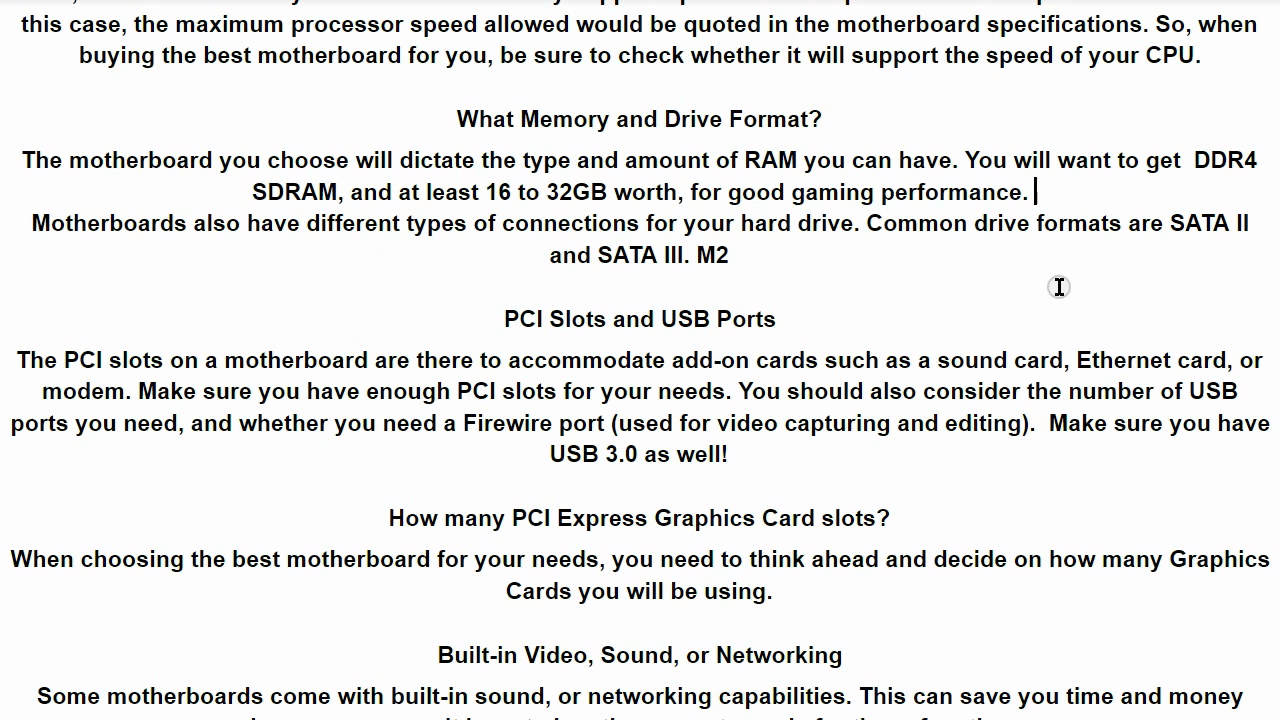 this case, the maximum processor speed allowed would be quoted in the motherboard specifications. So, when
buying the best motherboard for you, be sure to check whether it will support the speed of your CPU.
What Memory and Drive Format?
The motherboard you choose will dictate the type and amount of RAM you can have. You will want to get  DDR4
SDRAM, and at least 16 to 32GB worth, for good gaming performance.
Motherboards also have different types of connections for your hard drive. Common drive formats are SATA II
and SATA III. M2
PCI Slots and USB Ports
The PCI slots on a motherboard are there to accommodate add-on cards such as a sound card, Ethernet card, or
modem. Make sure you have enough PCI slots for your needs. You should also consider the number of USB
ports you need, and whether you need a Firewire port (used for video capturing and editing).  Make sure you have
USB 3.0 as well!
How many PCI Express Graphics Card slots?
When choosing the best motherboard for your needs, you need to think ahead and decide on how many Graphics
Cards you will be using.
Built-in Video, Sound, or Networking
Some motherboards come with built-in sound, or networking capabilities. This can save you time and money